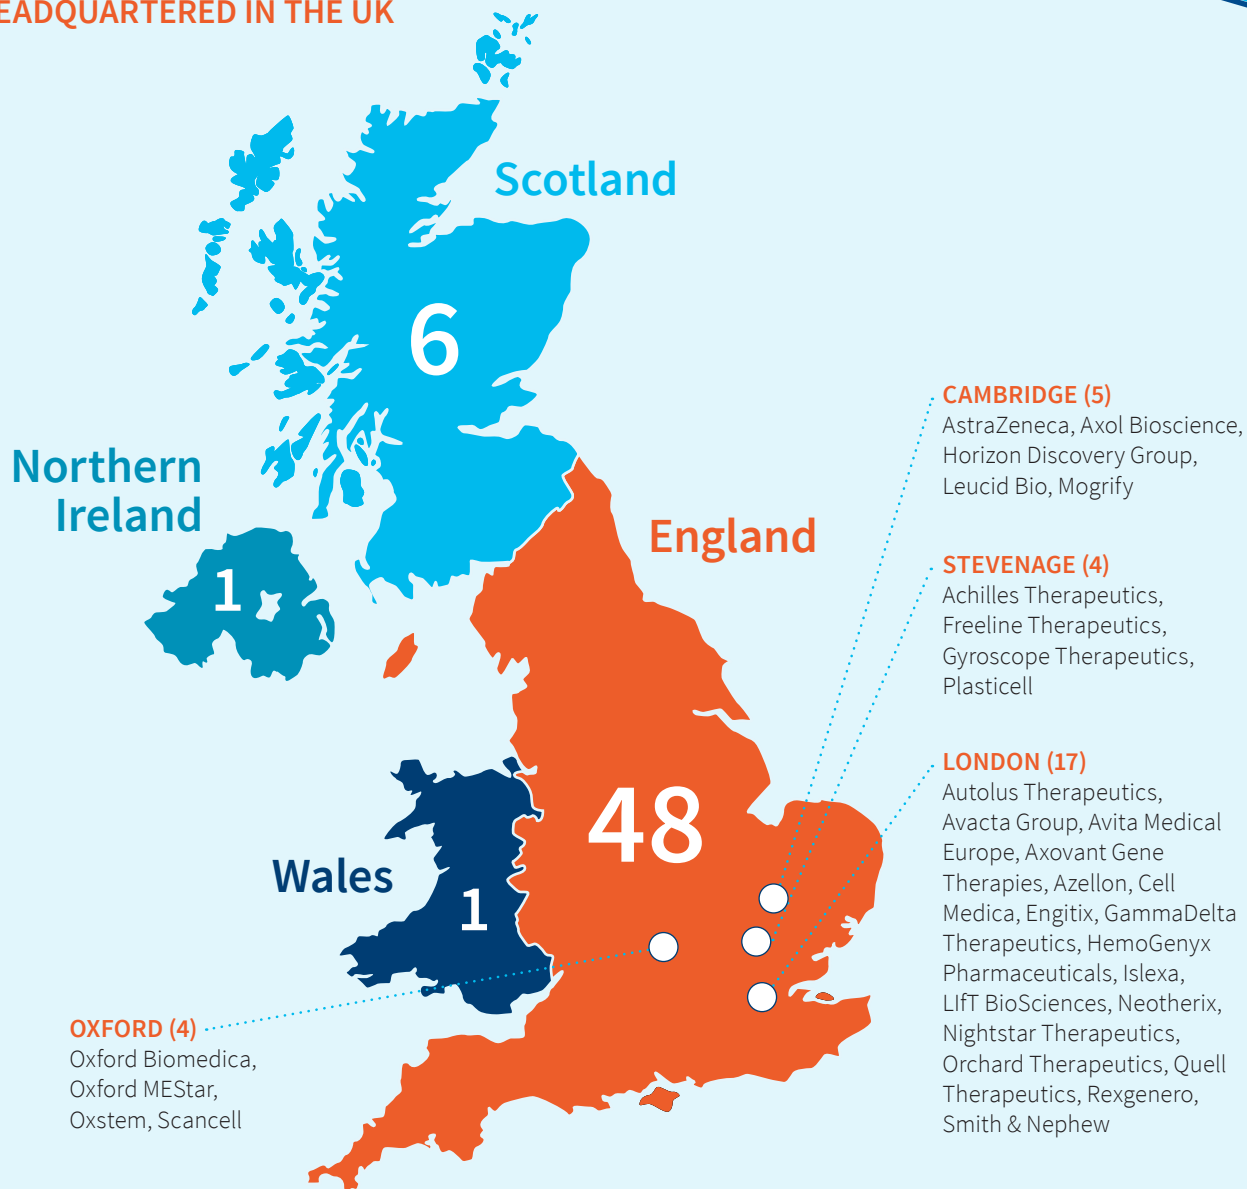 HEADQUARTERED IN THE UK
Scotland
6
Northern
Ireland
1
England
48
Wales
1
CAMBRIDGE (5)
AstraZeneca, Axol Bioscience,
Horizon Discovery Group,
Leucid Bio, Mogrify
STEVENAGE (4)
Achilles Therapeutics,
Freeline Therapeutics,
Gyroscope Therapeutics,
Plasticell
LONDON (17)
Autolus Therapeutics,
Avacta Group, Avita Medical
Europe, Axovant Gene
Therapies, Azellon, Cell
Medica, Engitix, GammaDelta
Therapeutics, HemoGenyx
Pharmaceuticals, Islexa,
LIfT BioSciences, Neotherix,
Nightstar Therapeutics,
Orchard Therapeutics, Quell
Therapeutics, Rexgenero,
Smith & Nephew
OXFORD (4)
Oxford Biomedica,
Oxford MEStar,
Oxstem, Scancell